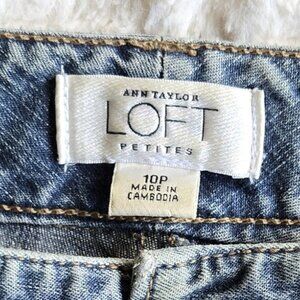 ANN TAYLOR
LOFT
PETITES
10P
MADE IN
CAMBODIA